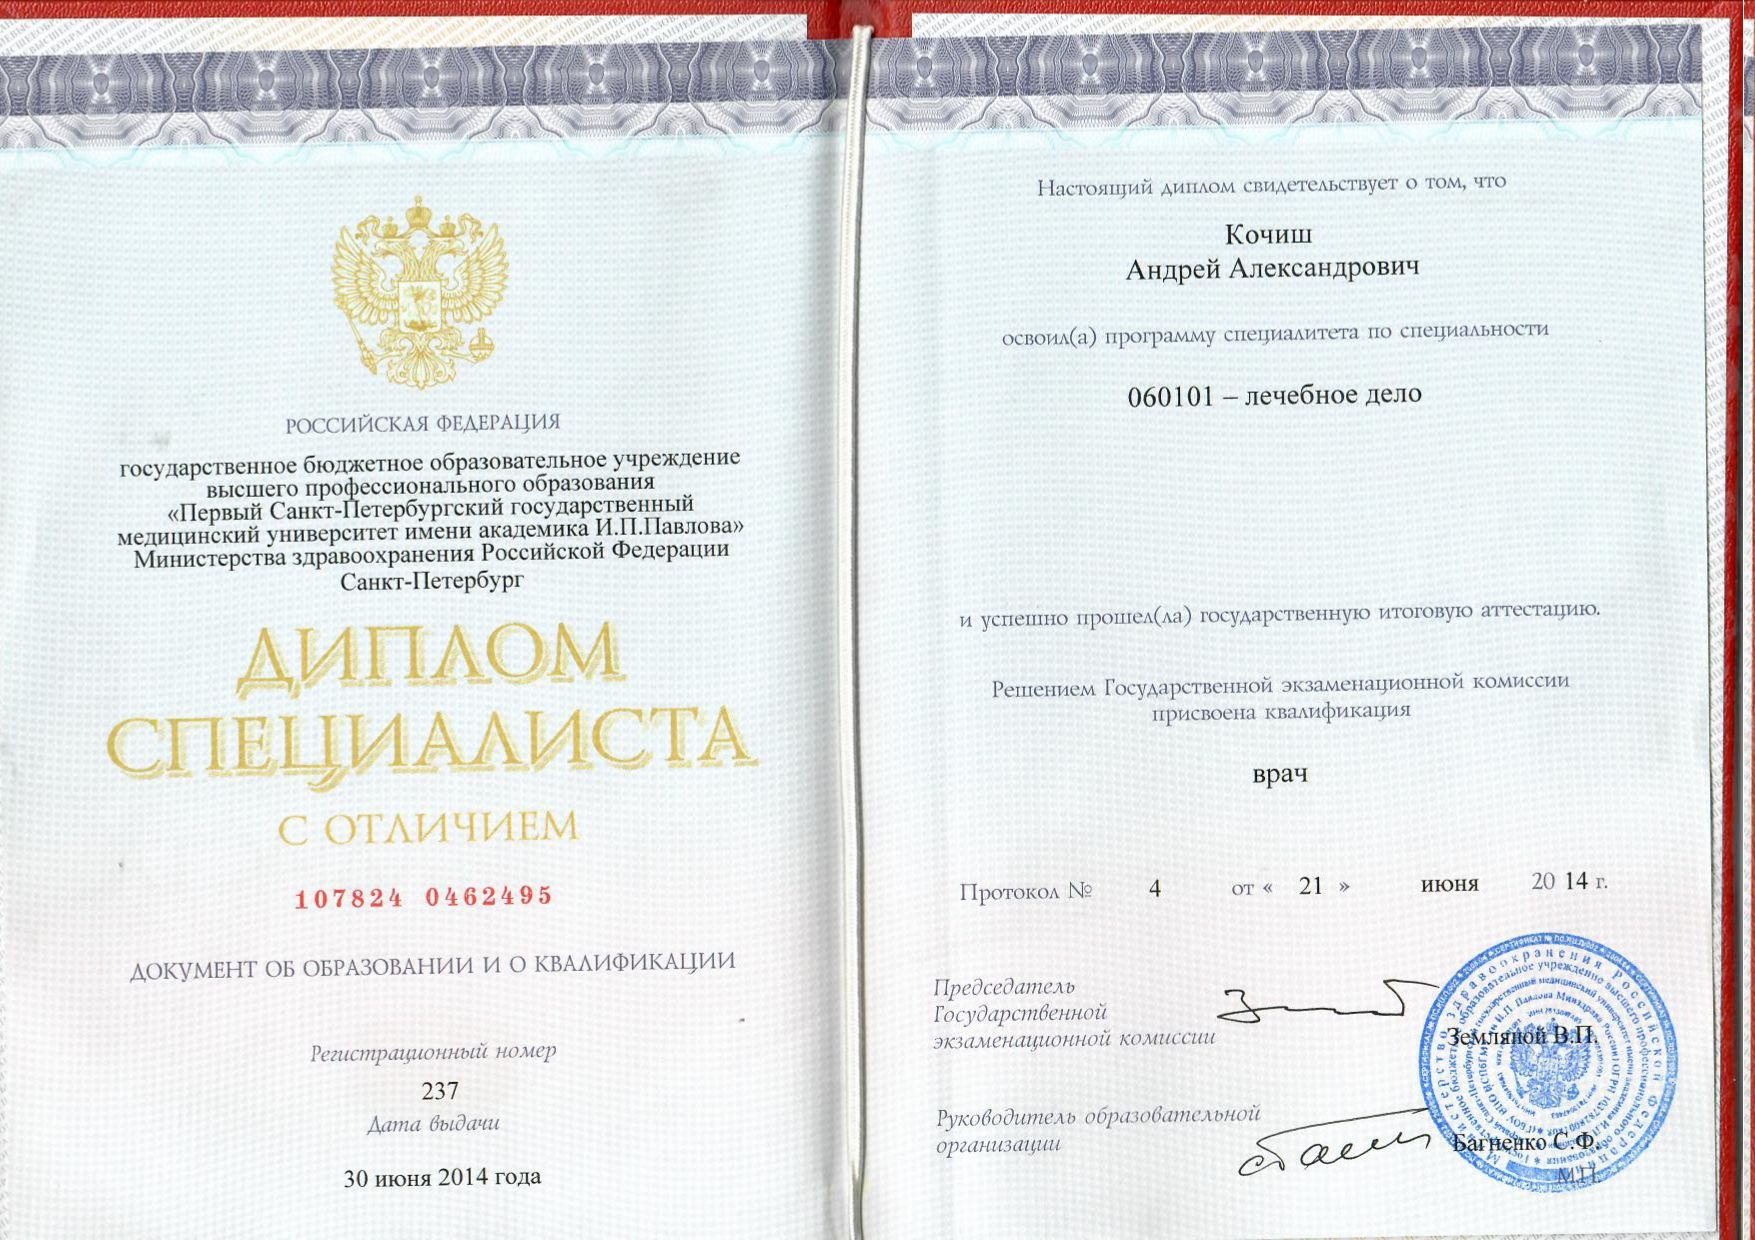 РОССИЙСКАЯ ФЕДЕРАЦИЯ
государственное бюджетное образовательное учреждение
высшего профессионального образования
«Первый Санкт-Петербургский государственный
медицинский университет имени академика И.П.Павлова»
Министерства здравоохранения Российской Федерации
Санкт-Петербург
ДИПЛОМ
СПЕЦИАЛИСТА
С ОТЛИЧИЕМ
107824 0462495
ДОКУМЕНТ ОБ ОБРАЗОВАНИИ И О КВАЛИФИКАЦИИ
Регистрационный номер
237
Дата выдачи
30 июня 2014 года
Настоящий диплом свидетельствует о том, что
Кочиш
Андрей Александрович
освоил(а) программу специалитета по специальности
060101 – лечебное дело
и успешно прошел(ла) государственную итоговую аттестацию.
Решением Государственной экзаменационной комиссии
присвоена квалификация
врач
Протокол № 4 от « 21 » июня 20 14 г.
Председатель
Государственной
экзаменационной комиссии
Земляной В.П.
Руководитель образовательной
организации
Багненко С.Ф.
М.П.
Министерство здравоохранения Российской Федерации